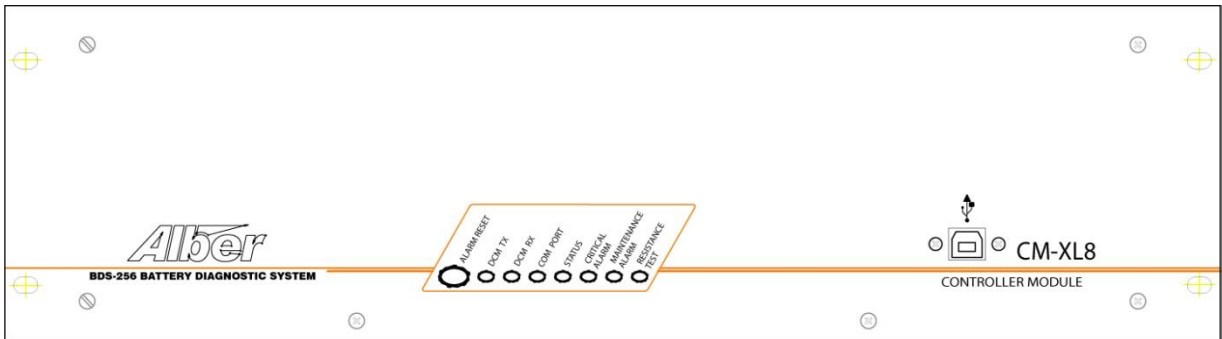 Alber
BDS-256 BATTERY DIAGNOSTIC SYSTEM
ALARM RESET
DCM TX
DCM RX
COM PORT
STATUS
CRITICAL
ALARM
MAINTENANCE
ALARM
RESISTANCE
TEST
CM-XL8
CONTROLLER MODULE